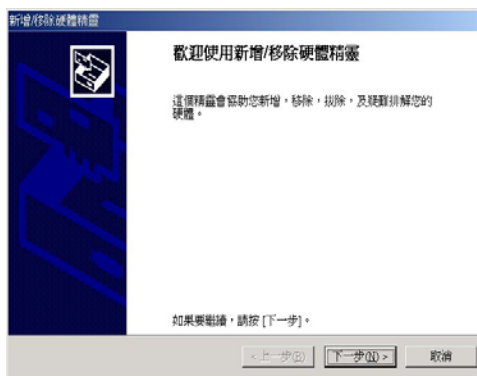 新增/移除硬體精靈
歡迎使用新增/移除硬體精靈
這個精靈會協助您新增，移除，拔除，及疑難排解您的
硬體。
如果要繼續，請按 [下一步]。
<上一步(B)
下一步(N)>
取消